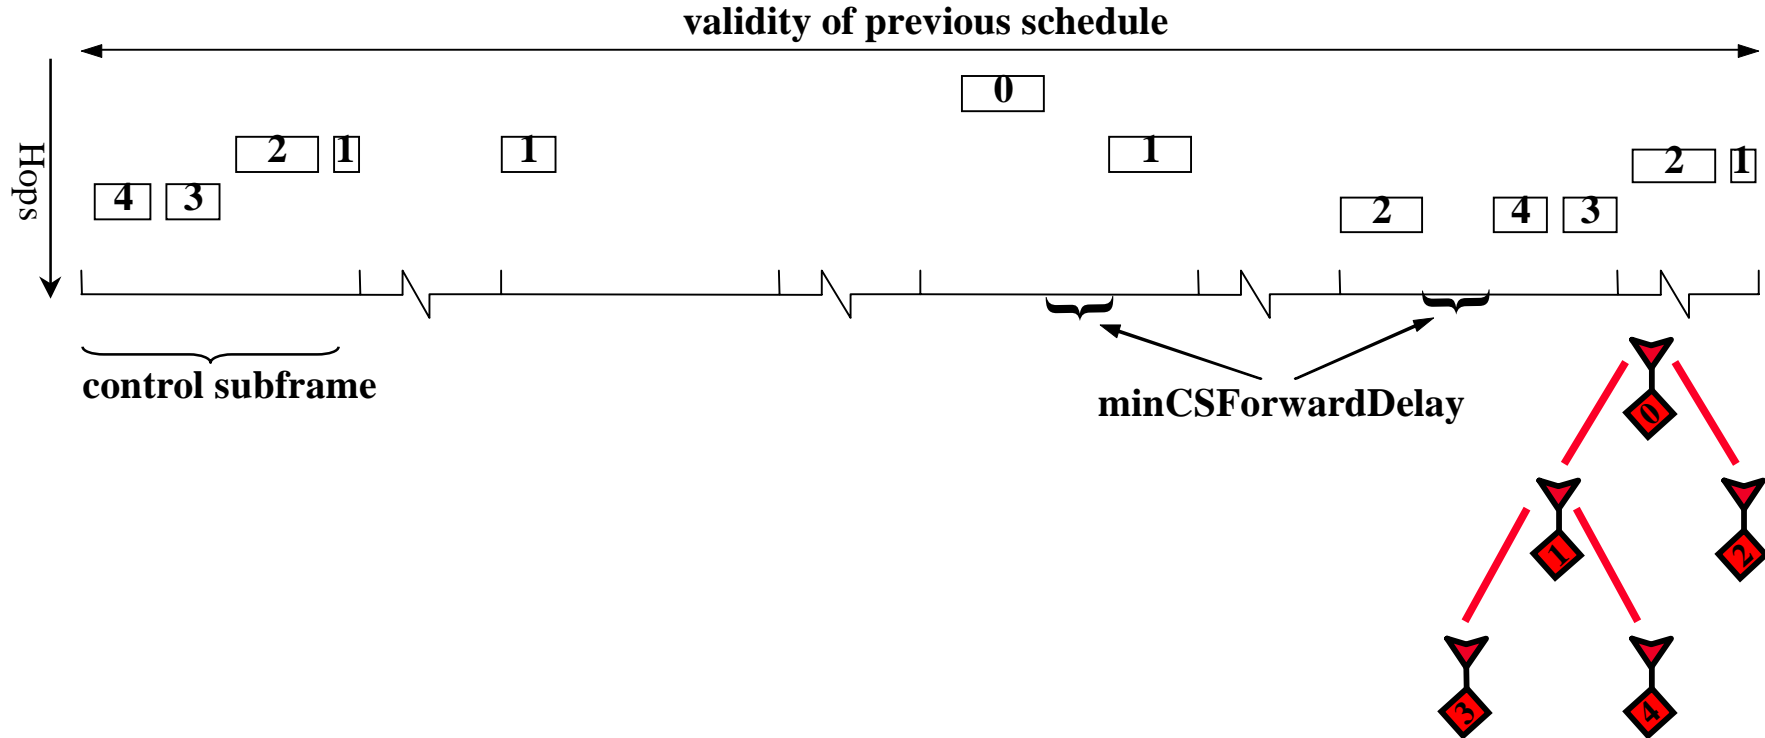 validity of previous schedule
Hops
0
2 1 1 1 2 1
4 3 2 4 3
control subframe
minCSForwardDelay
0
1 2
3 4